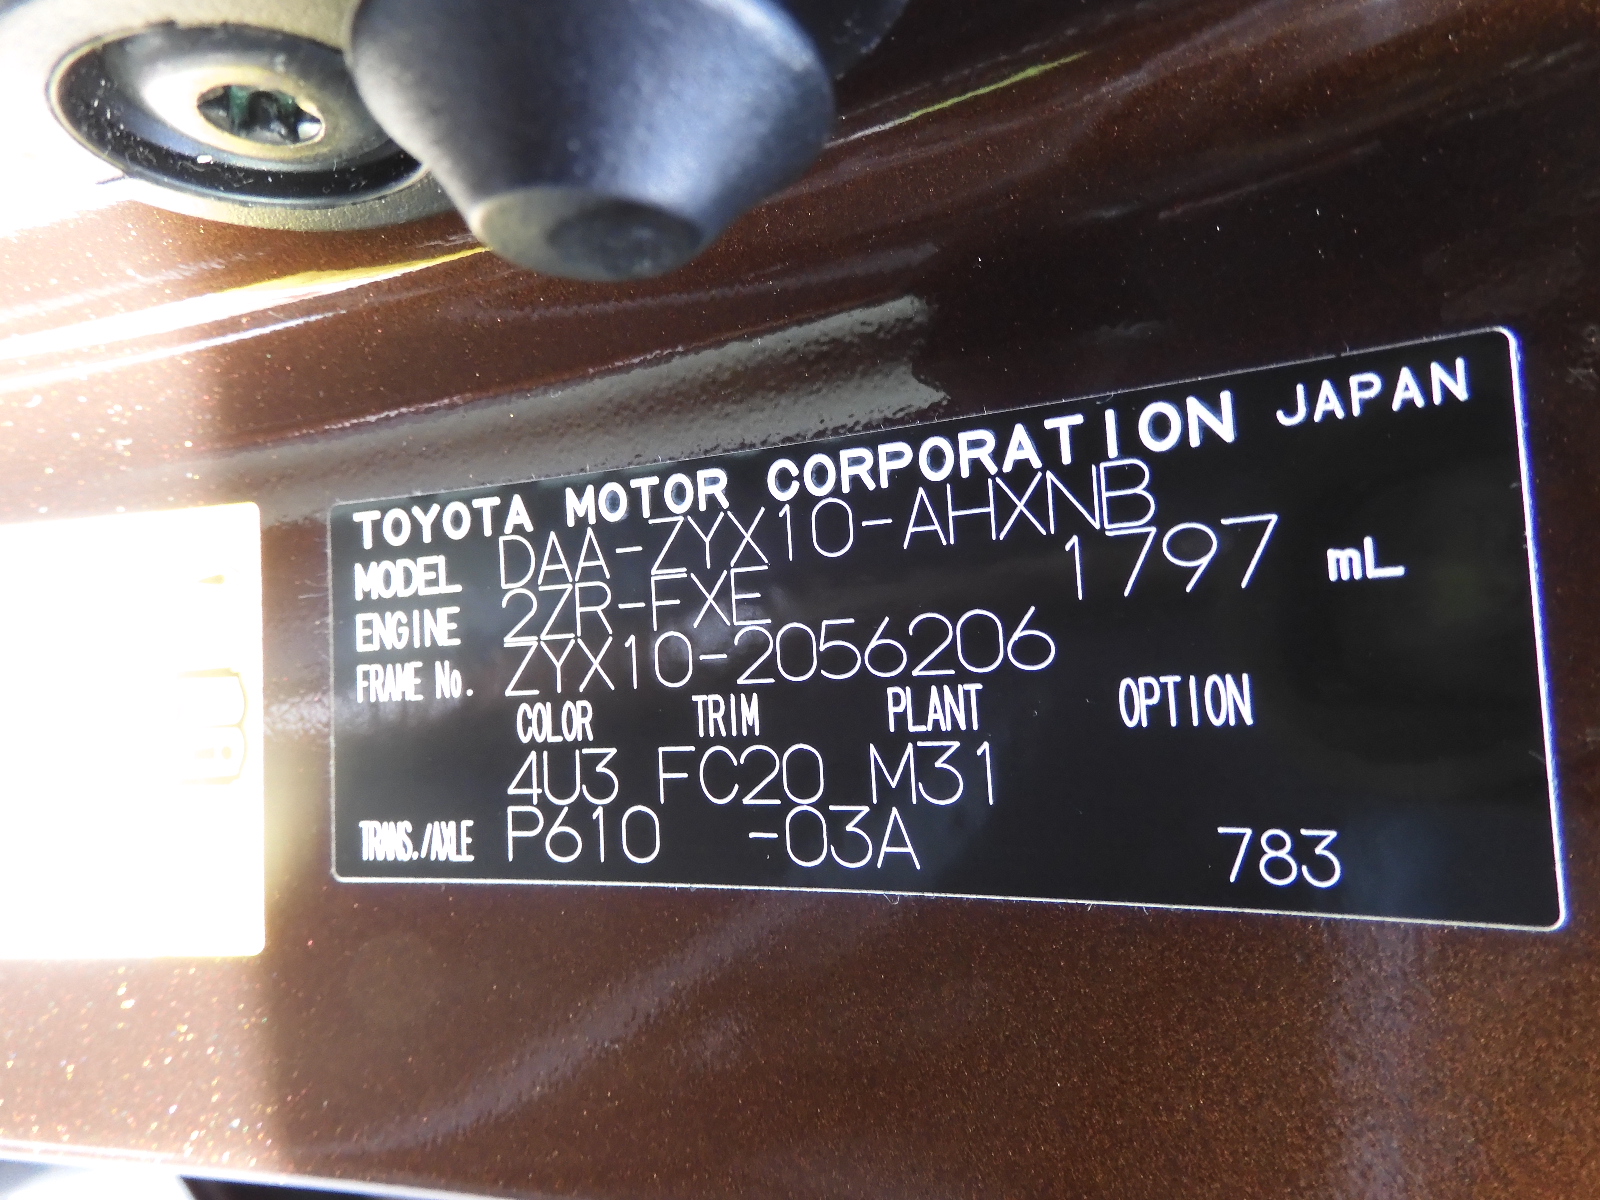 TOYOTA MOTOR CORPORATION JAPAN
MODEL DAA-ZYX10-AHXNB
ENGINE 2ZR-FXE 1797 mL
FRAME No. ZYX10-2056206
COLOR TRIM PLANT OPTION
4U3 FC20 M31
TRANS./AXLE P610 -03A 783